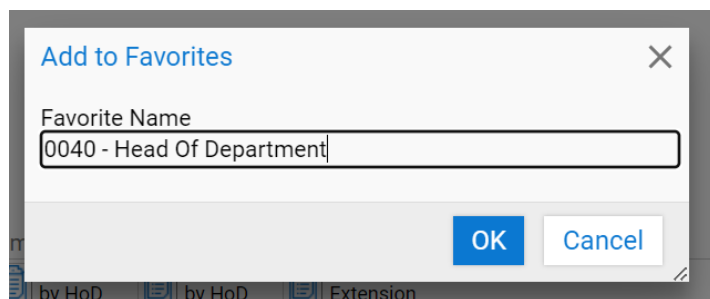 Add to Favorites
Favorite Name
0040 - Head Of Department
OK Cancel
by HoD by HoD Extension